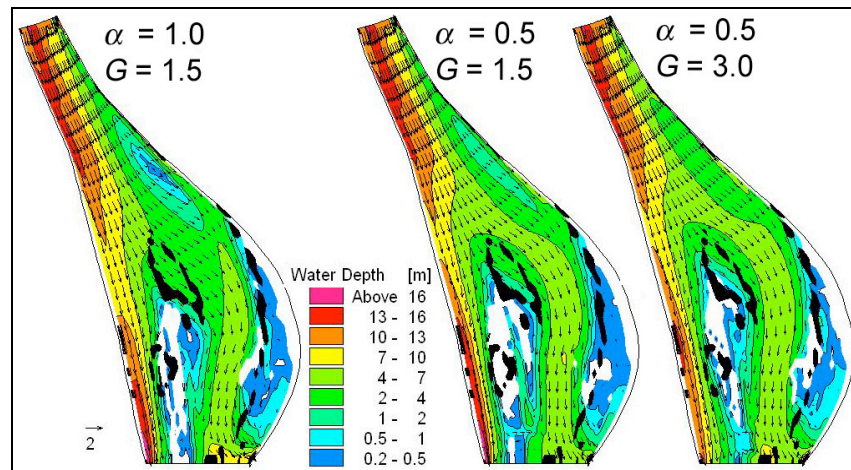 α = 1.0
G = 1.5
α = 0.5
G = 1.5
α = 0.5
G = 3.0
Water Depth [m]
Above 16
13 - 16
10 - 13
7 - 10
4 - 7
2 - 4
1 - 2
0.5 - 1
0.2 - 0.5
2